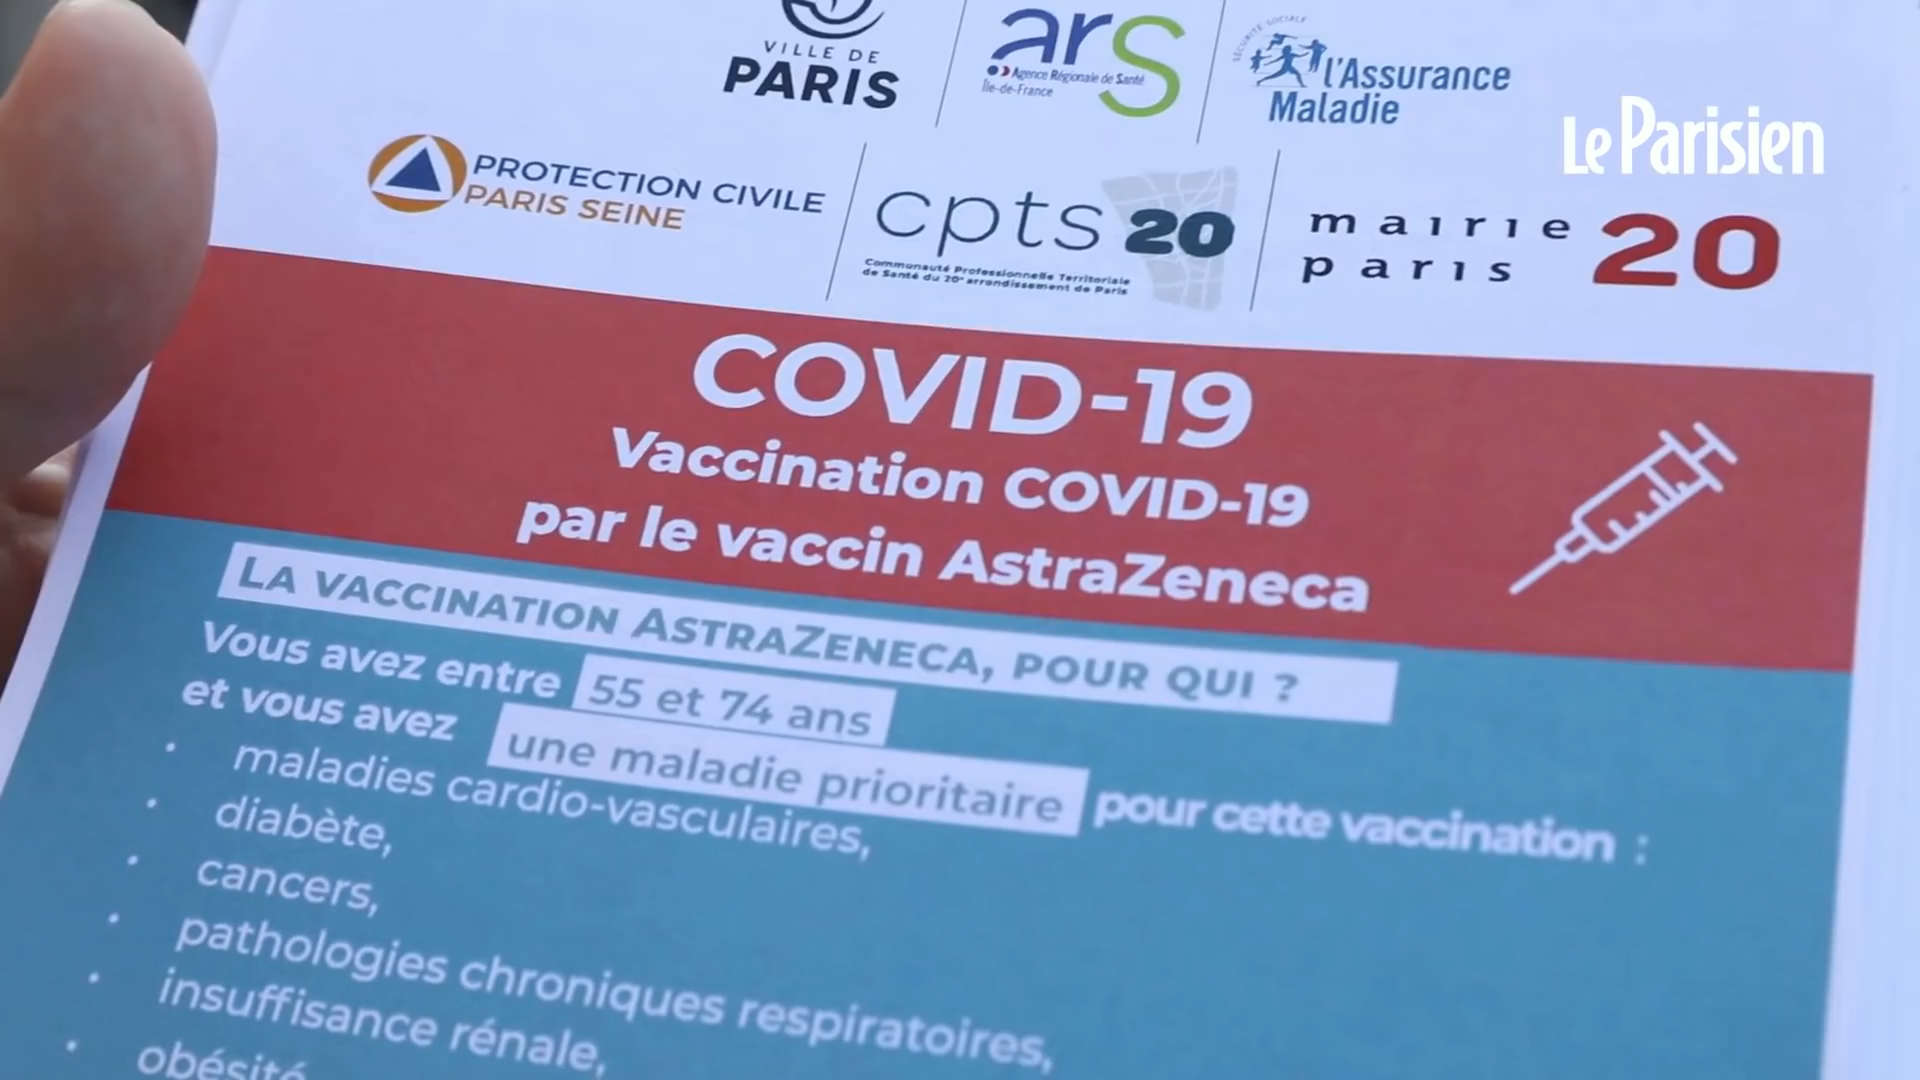 VILLE DE
PARIS
ars
Agence Régionale de Santé
Île-de-France
SÉCURITÉ SOCIALE
l'Assurance
Maladie
Le Parisien
PROTECTION CIVILE
PARIS SEINE
cpts 20
Communauté Professionnelle Territoriale
de Santé du 20e arrondissement de Paris
mairie
paris
20
COVID-19
Vaccination COVID-19
par le vaccin AstraZeneca
LA VACCINATION ASTRAZENECA, POUR QUI ?
Vous avez entre 55 et 74 ans
et vous avez une maladie prioritaire pour cette vaccination :
• maladies cardio-vasculaires,
• diabète,
• cancers,
• pathologies chroniques respiratoires,
• insuffisance rénale,
• obésité